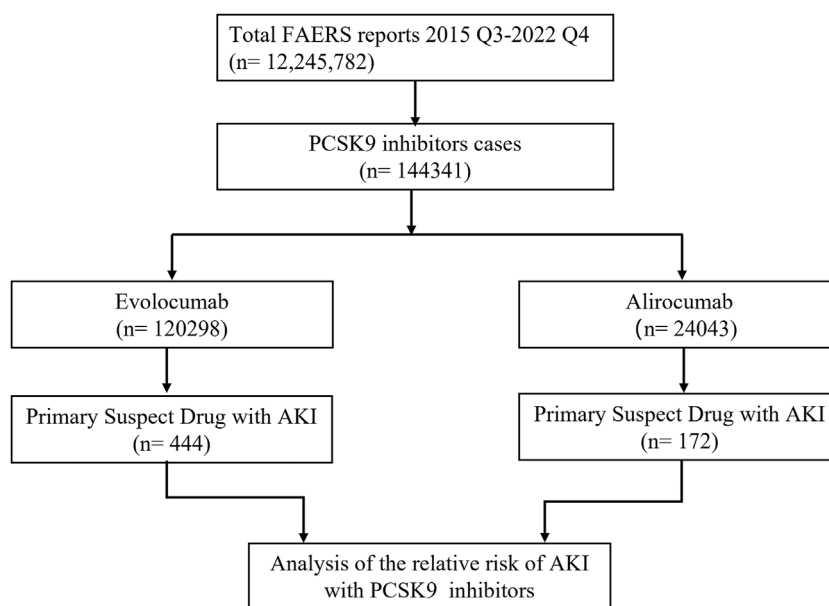 Total FAERS reports 2015 Q3-2022 Q4
(n= 12,245,782)
PCSK9 inhibitors cases
(n= 144341)
Evolocumab
(n= 120298)
Alirocumab
（n= 24043)
Primary Suspect Drug with AKI
(n= 444)
Primary Suspect Drug with AKI
(n= 172)
Analysis of the relative risk of AKI
with PCSK9 inhibitors